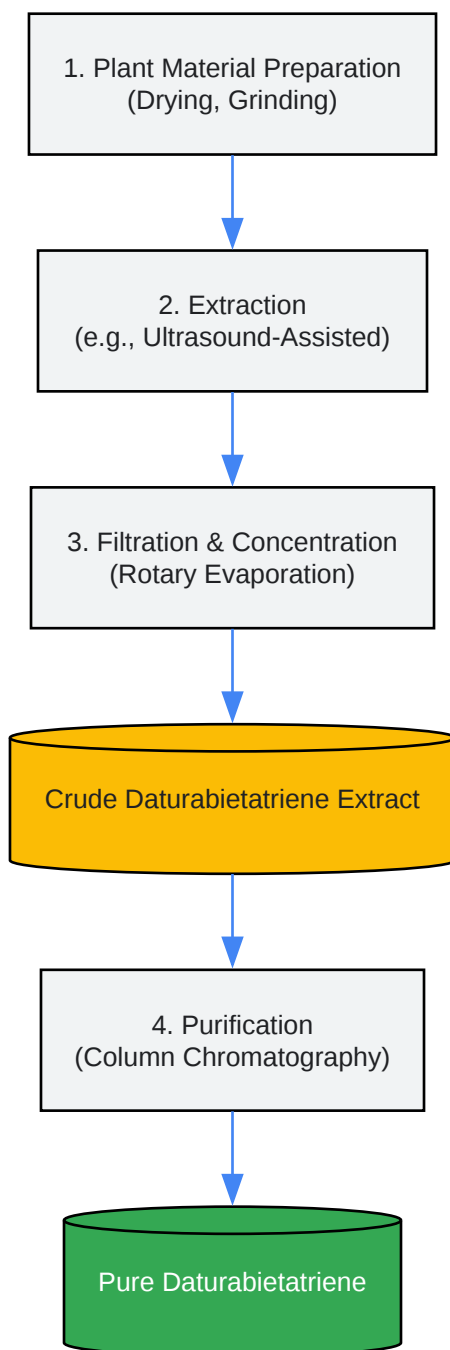 1. Plant Material Preparation
(Drying, Grinding)
2. Extraction
(e.g., Ultrasound-Assisted)
3. Filtration & Concentration
(Rotary Evaporation)
Crude Daturabietatriene Extract
4. Purification
(Column Chromatography)
Pure Daturabietatriene